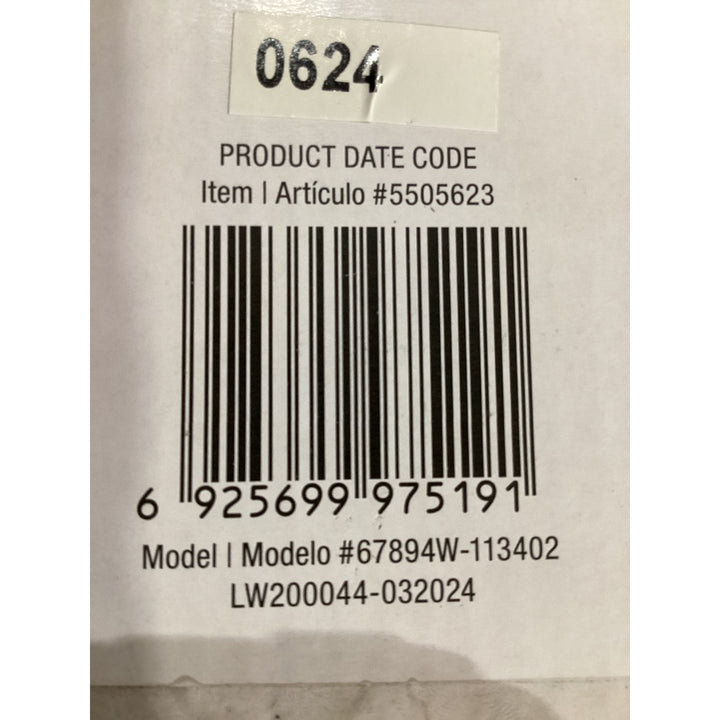 0624
PRODUCT DATE CODE
Item | Artículo #5505623
6 925699 975191
Model | Modelo #67894W-113402
LW200044-032024